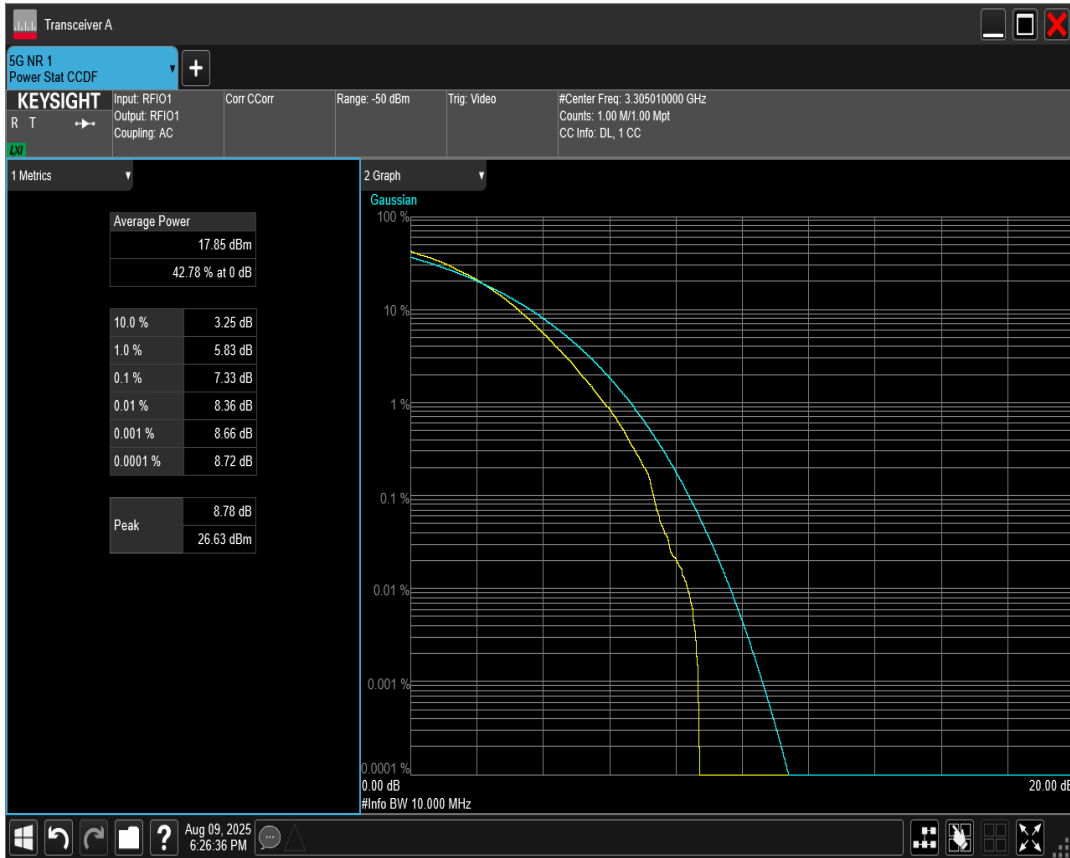 Transceiver A
5G NR 1
Power Stat CCDF
+
KEYSIGHT
R T
LXI
Input: RFIO1
Output: RFIO1
Coupling: AC
Corr CCorr
Range: -50 dBm
Trig: Video
#Center Freq: 3.305010000 GHz
Counts: 1.00 M/1.00 Mpt
CC Info: DL, 1 CC
1 Metrics
Average Power
17.85 dBm
42.78 % at 0 dB
10.0 % 3.25 dB
1.0 % 5.83 dB
0.1 % 7.33 dB
0.01 % 8.36 dB
0.001 % 8.66 dB
0.0001 % 8.72 dB
Peak
8.78 dB
26.63 dBm
2 Graph
Gaussian
100 %
10 %
1 %
0.1 %
0.01 %
0.001 %
0.0001 %
0.00 dB 20.00 dB
#Info BW 10.000 MHz
?
Aug 09, 2025
6:26:36 PM